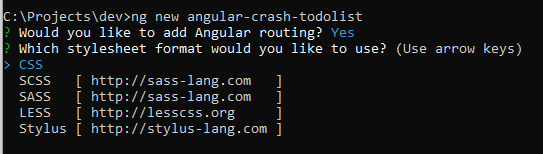 C:\Projects\dev>ng new angular-crash-todolist
? Would you like to add Angular routing? Yes
? Which stylesheet format would you like to use? (Use arrow keys)
> CSS
  SCSS   [ http://sass-lang.com   ]
  SASS   [ http://sass-lang.com   ]
  LESS   [ http://lesscss.org     ]
  Stylus [ http://stylus-lang.com ]